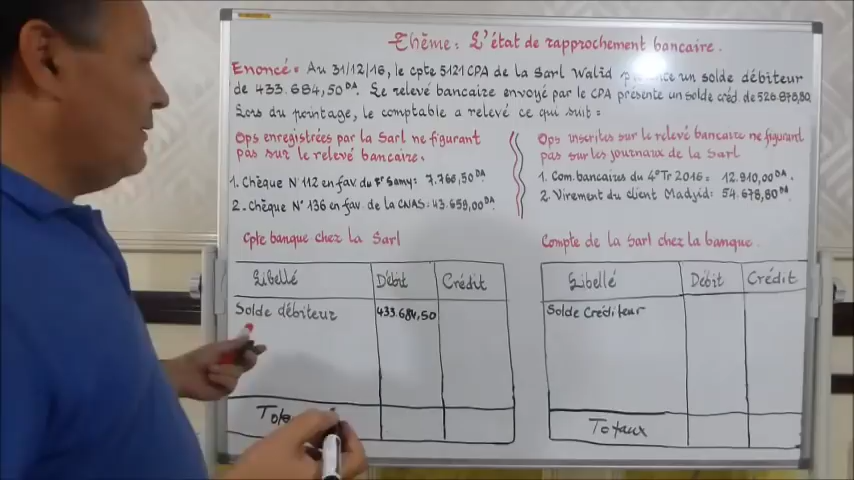 Thème: L'état de rapprochement bancaire.
Enoncé: Au 31/12/16, le cpte 5121 CPA de la Sarl Walid présente un solde débiteur
de 433.684,50 DA. Le relevé bancaire envoyé par le CPA présente un solde créd. de
Lors du pointage, le comptable a relevé ce qui suit:
Ops enregistrées par la Sarl ne figurant
pas sur le relevé bancaire.
1. Chèque N°112 en fav. du Samy: 7.766,50 DA
2. Chèque N°136 en fav. de la CNAS: 43.659,00 DA
Ops inscrites sur le relevé bancaire ne figurant
pas sur les journaux de la Sarl
1. Com. bancaires du 4° Tr 2016: 12.910,00 DA
2. Virement du client Madjid: 54.678,80 DA
Cpte banque chez la Sarl
Libellé Débit Crédit
Solde débiteur 433.684,50
Compte de la Sarl chez la banque.
Libellé Débit Crédit
Solde Créditeur
Totaux